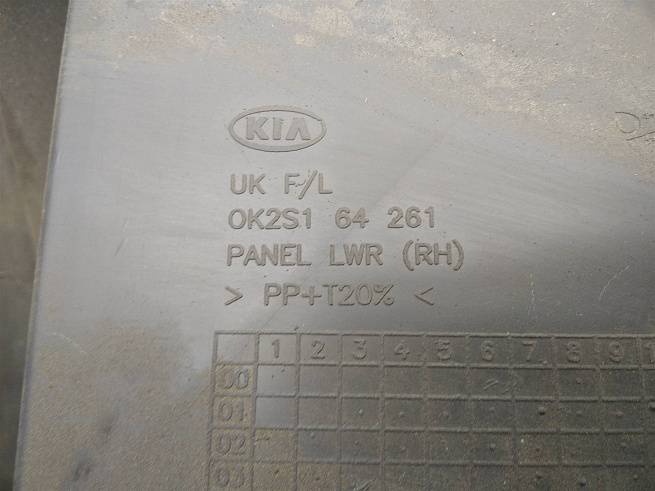 KIA
UK F/L
0K2S1 64 261
PANEL LWR (RH)
> PP+T20% <
1 2 3 4 5 6 7 8 9
00
01
02
03